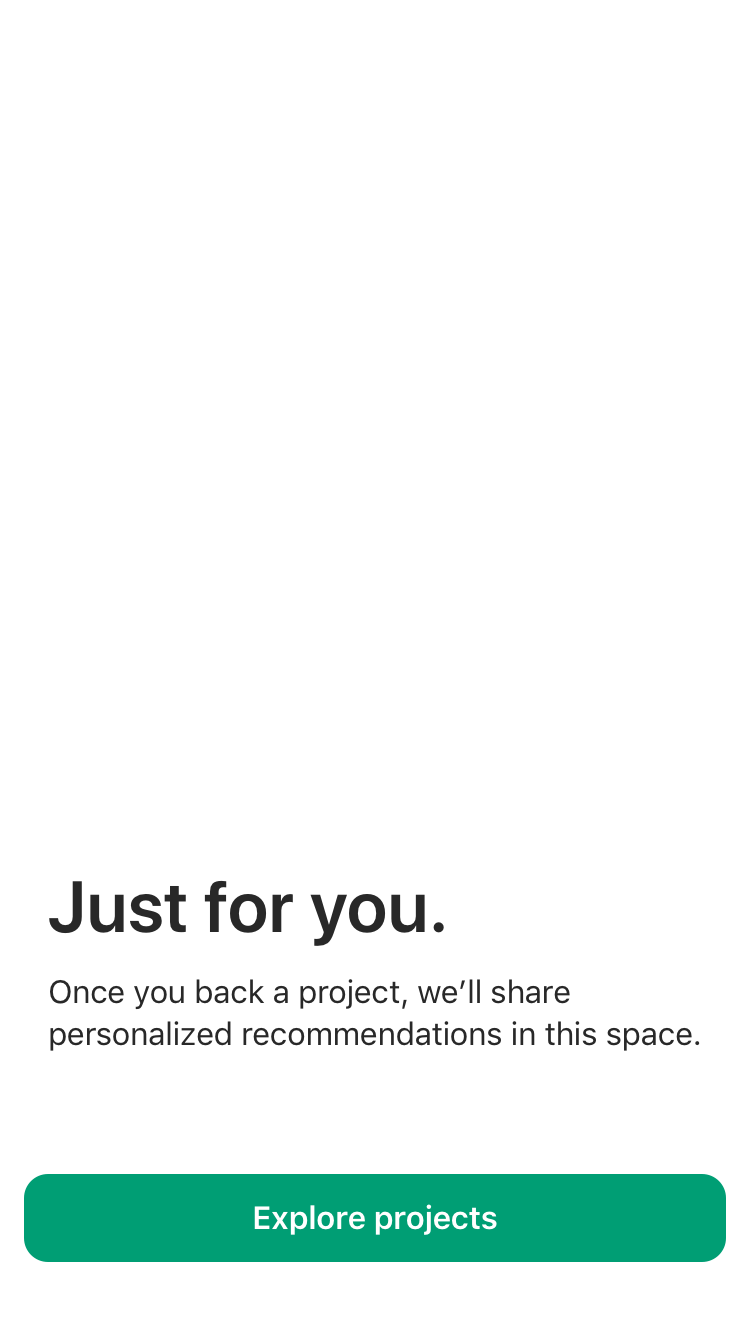 Just for you.
Once you back a project, we’ll share
personalized recommendations in this space.
Explore projects